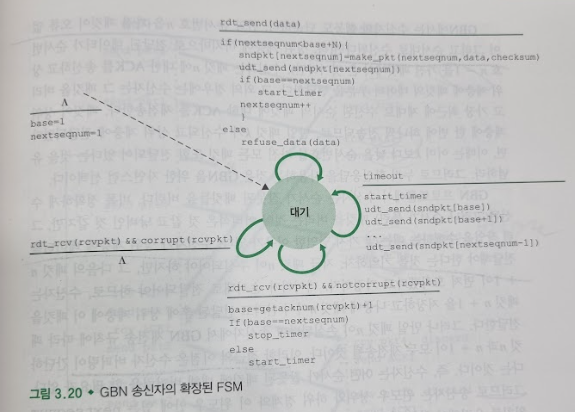 rdt_send(data)
if(nextseqnum<base+N){
sndpkt[nextseqnum]=make_pkt(nextseqnum,data,checksum)
udt_send(sndpkt[nextseqnum])
if(base==nextseqnum)
start_timer
nextseqnum++
}
else
refuse_data(data)
Λ
base=1
nextseqnum=1
timeout
start_timer
udt_send(sndpkt[base])
udt_send(sndpkt[base+1])
...
udt_send(sndpkt[nextseqnum-1])
대기
rdt_rcv(rcvpkt) && corrupt(rcvpkt)
Λ
rdt_rcv(rcvpkt) && notcorrupt(rcvpkt)
base=getacknum(rcvpkt)+1
If(base==nextseqnum)
stop_timer
else
start_timer
그림 3.20 ◆ GBN 송신자의 확장된 FSM